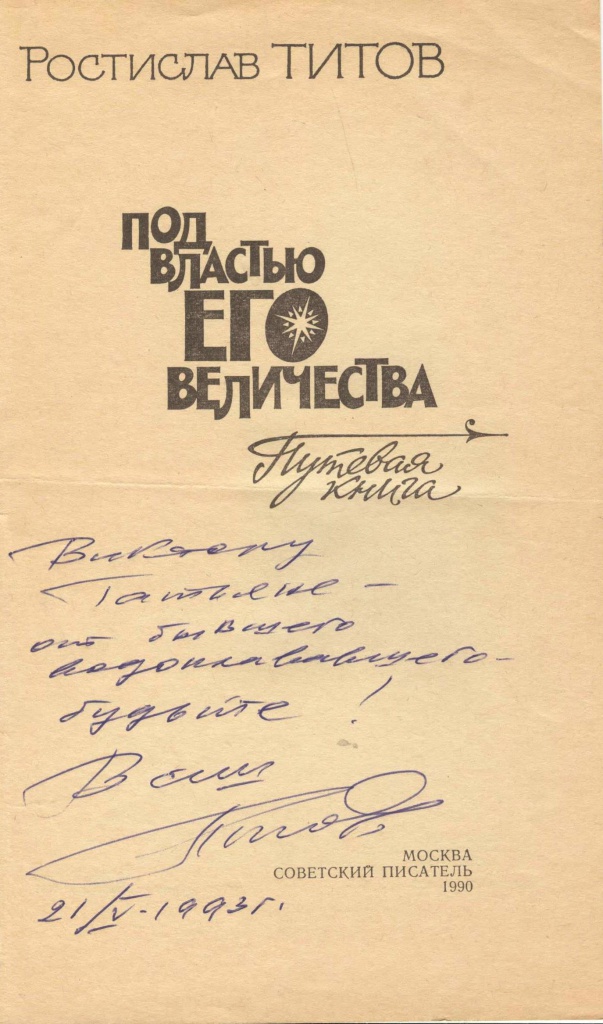 Ростислав ТИТОВ
ПОД
ВЛАСТЬЮ
ЕГО
ВЕЛИЧЕСТВА
Путевая
книга
Виктору
Татьяне –
от бывшего
водоплававшего –
будьте!
Ваш
Титов
МОСКВА
СОВЕТСКИЙ ПИСАТЕЛЬ
1990
21/V-1993г.